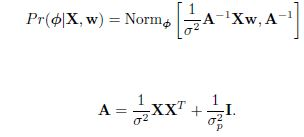 Pr(ϕ|X, w) = Norm_ϕ [ 1/σ² A⁻¹Xw, A⁻¹ ]
A = 1/σ² XXᵀ + 1/σ_p² I.